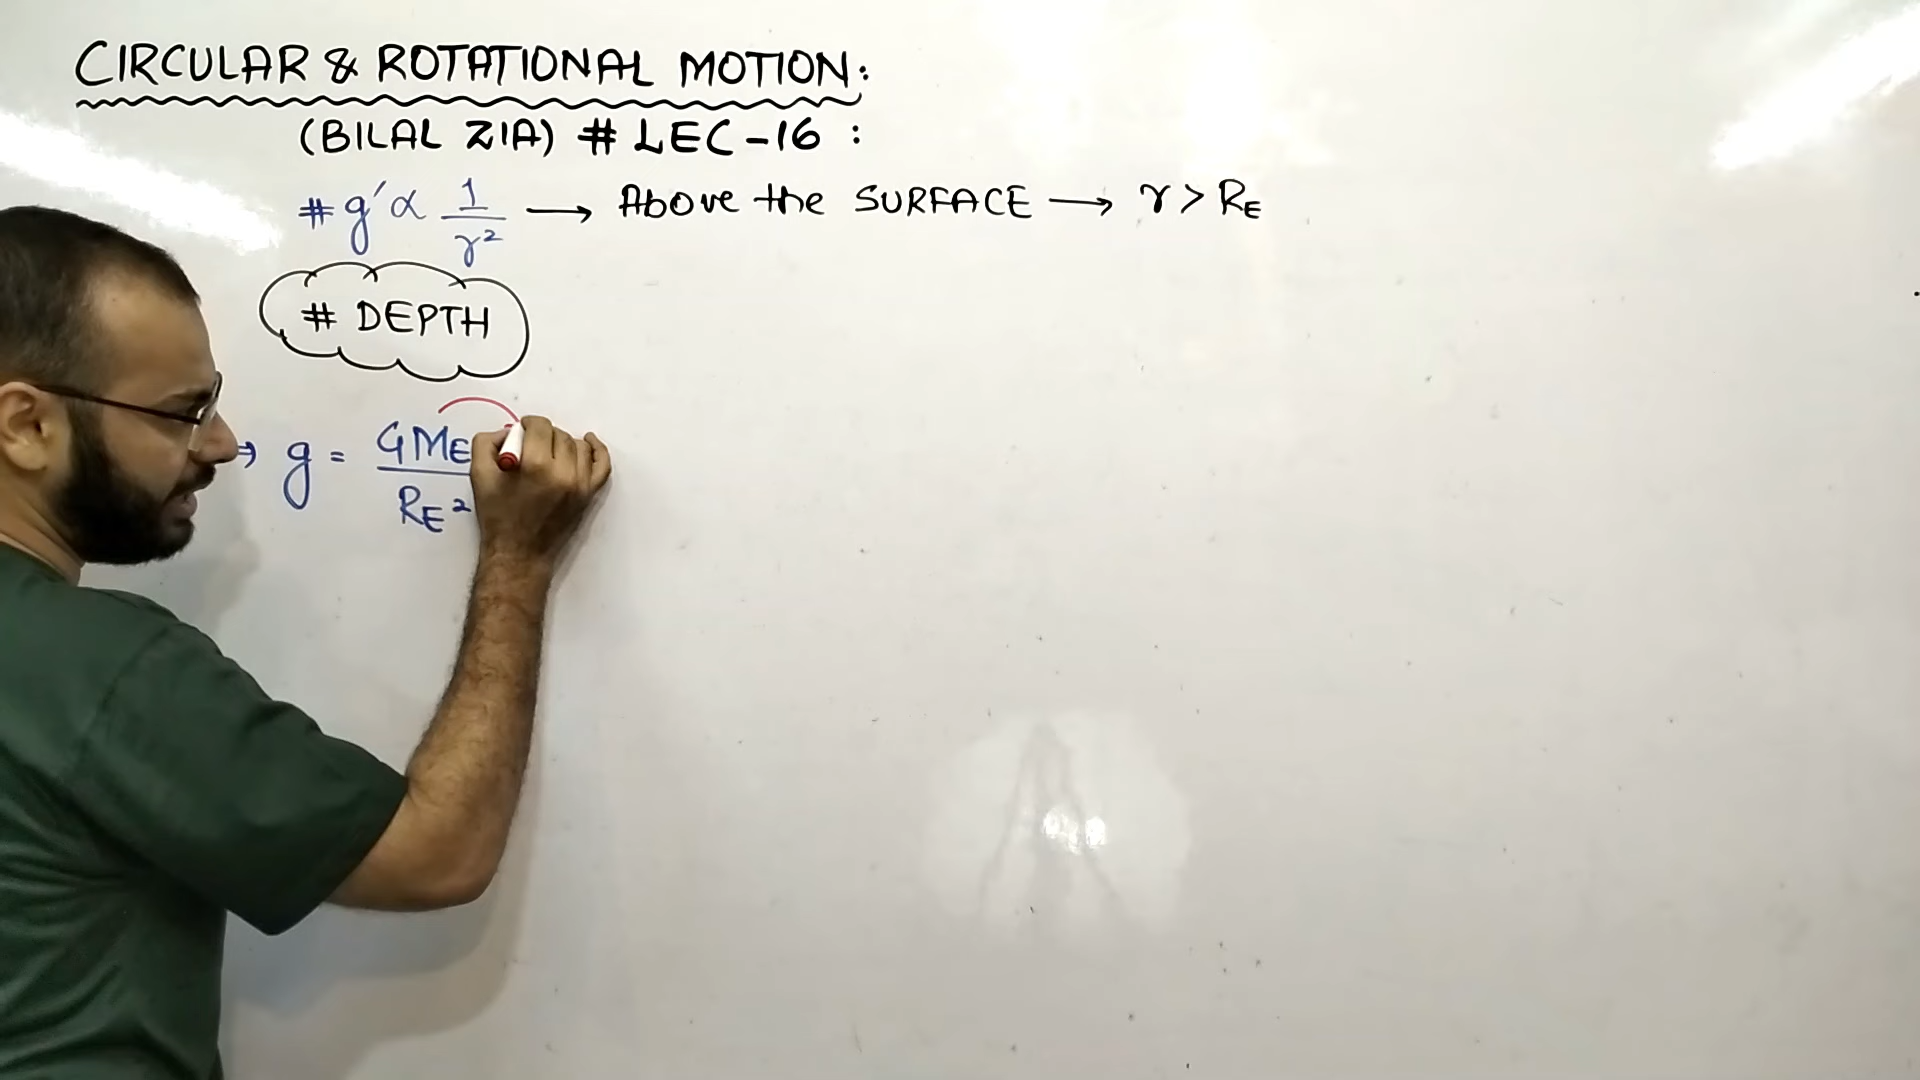 CIRCULAR & ROTATIONAL MOTION:
(BILAL ZIA) # LEC-16 :
# g′ ∝ 1/r² → Above the SURFACE → r > RE
# DEPTH
⇒ g = GME/RE²